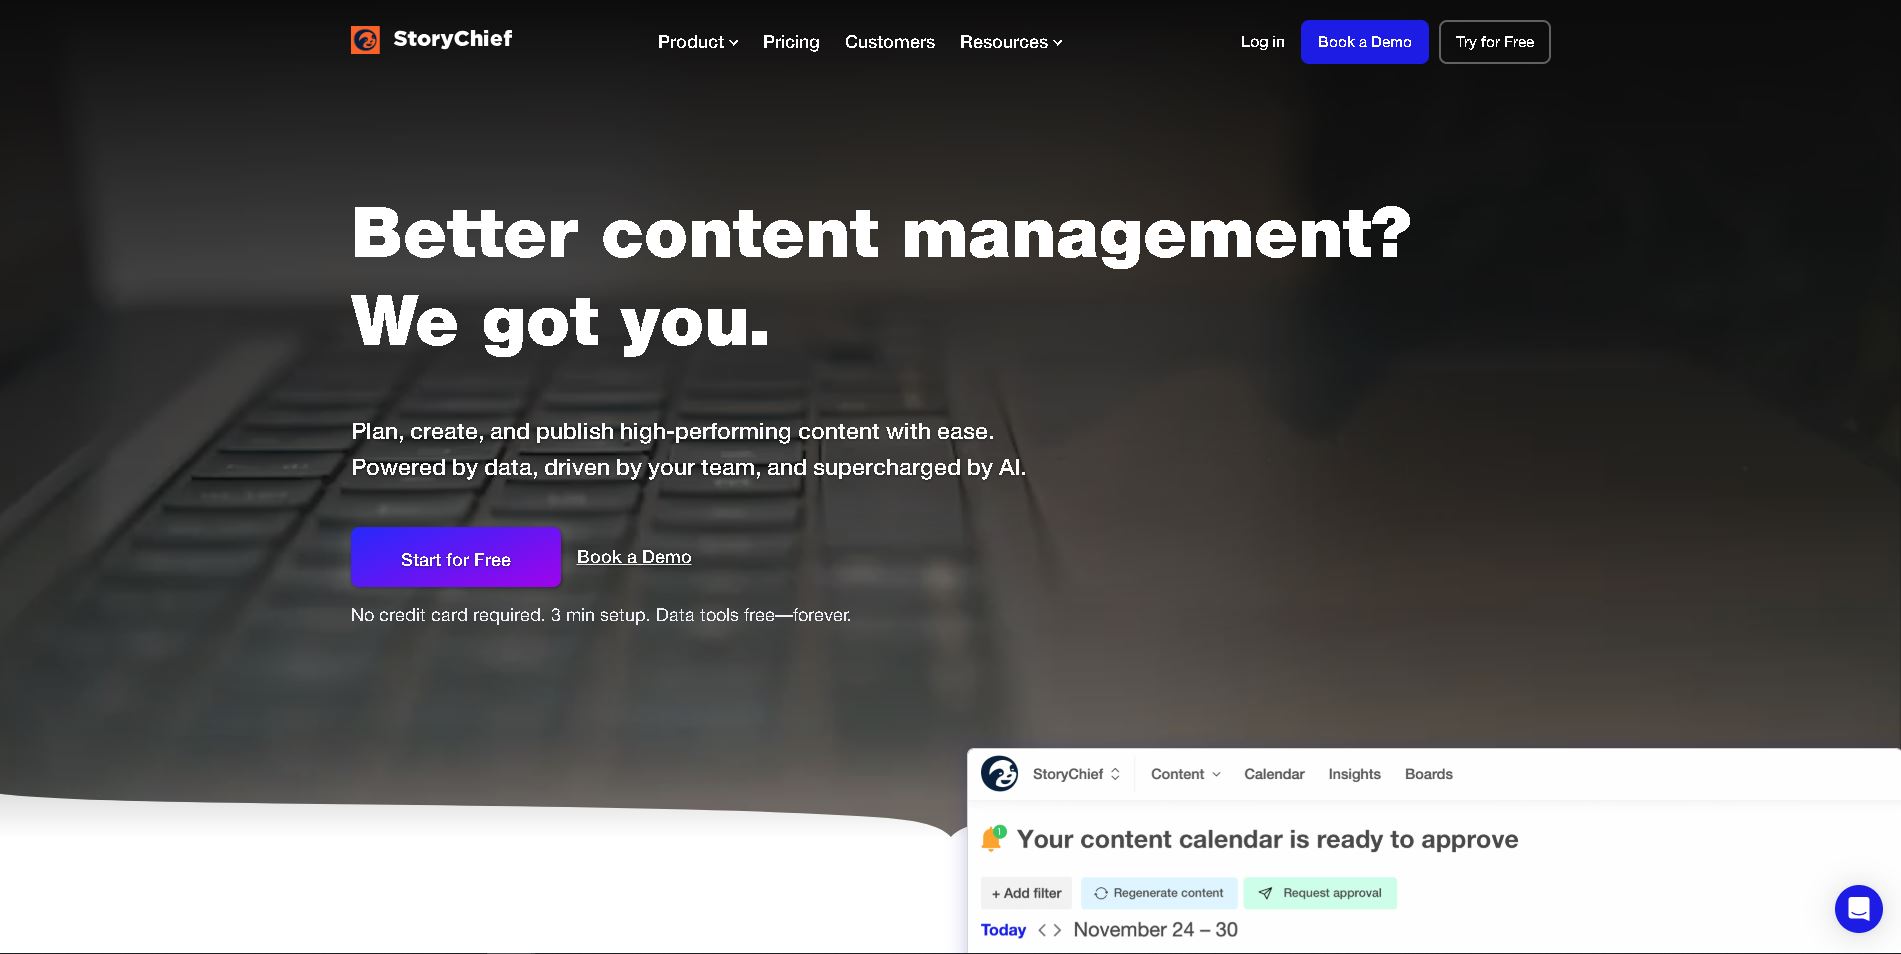 StoryChief
Product
Pricing
Customers
Resources
Log in
Book a Demo
Try for Free
Better content management?
We got you.
Plan, create, and publish high-performing content with ease.
Powered by data, driven by your team, and supercharged by AI.
Start for Free
Book a Demo
No credit card required. 3 min setup. Data tools free—forever.
StoryChief
Content
Calendar
Insights
Boards
1
Your content calendar is ready to approve
+ Add filter
Regenerate content
Request approval
Today
November 24 – 30